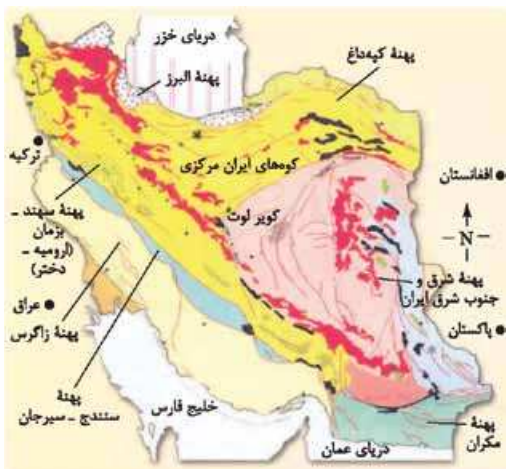 دریای خزر
پهنهٔ کپه‌داغ
پهنهٔ البرز
ترکیه
کوه‌های ایران مرکزی
افغانستان
پهنهٔ سهند -
بزمان
(ارومیه -
دختر)
کویر لوت
N
پهنهٔ شرق و
جنوب شرق ایران
عراق
پاکستان
پهنهٔ زاگرس
پهنهٔ
سنندج - سیرجان
خلیج فارس
پهنهٔ
مکران
دریای عمان